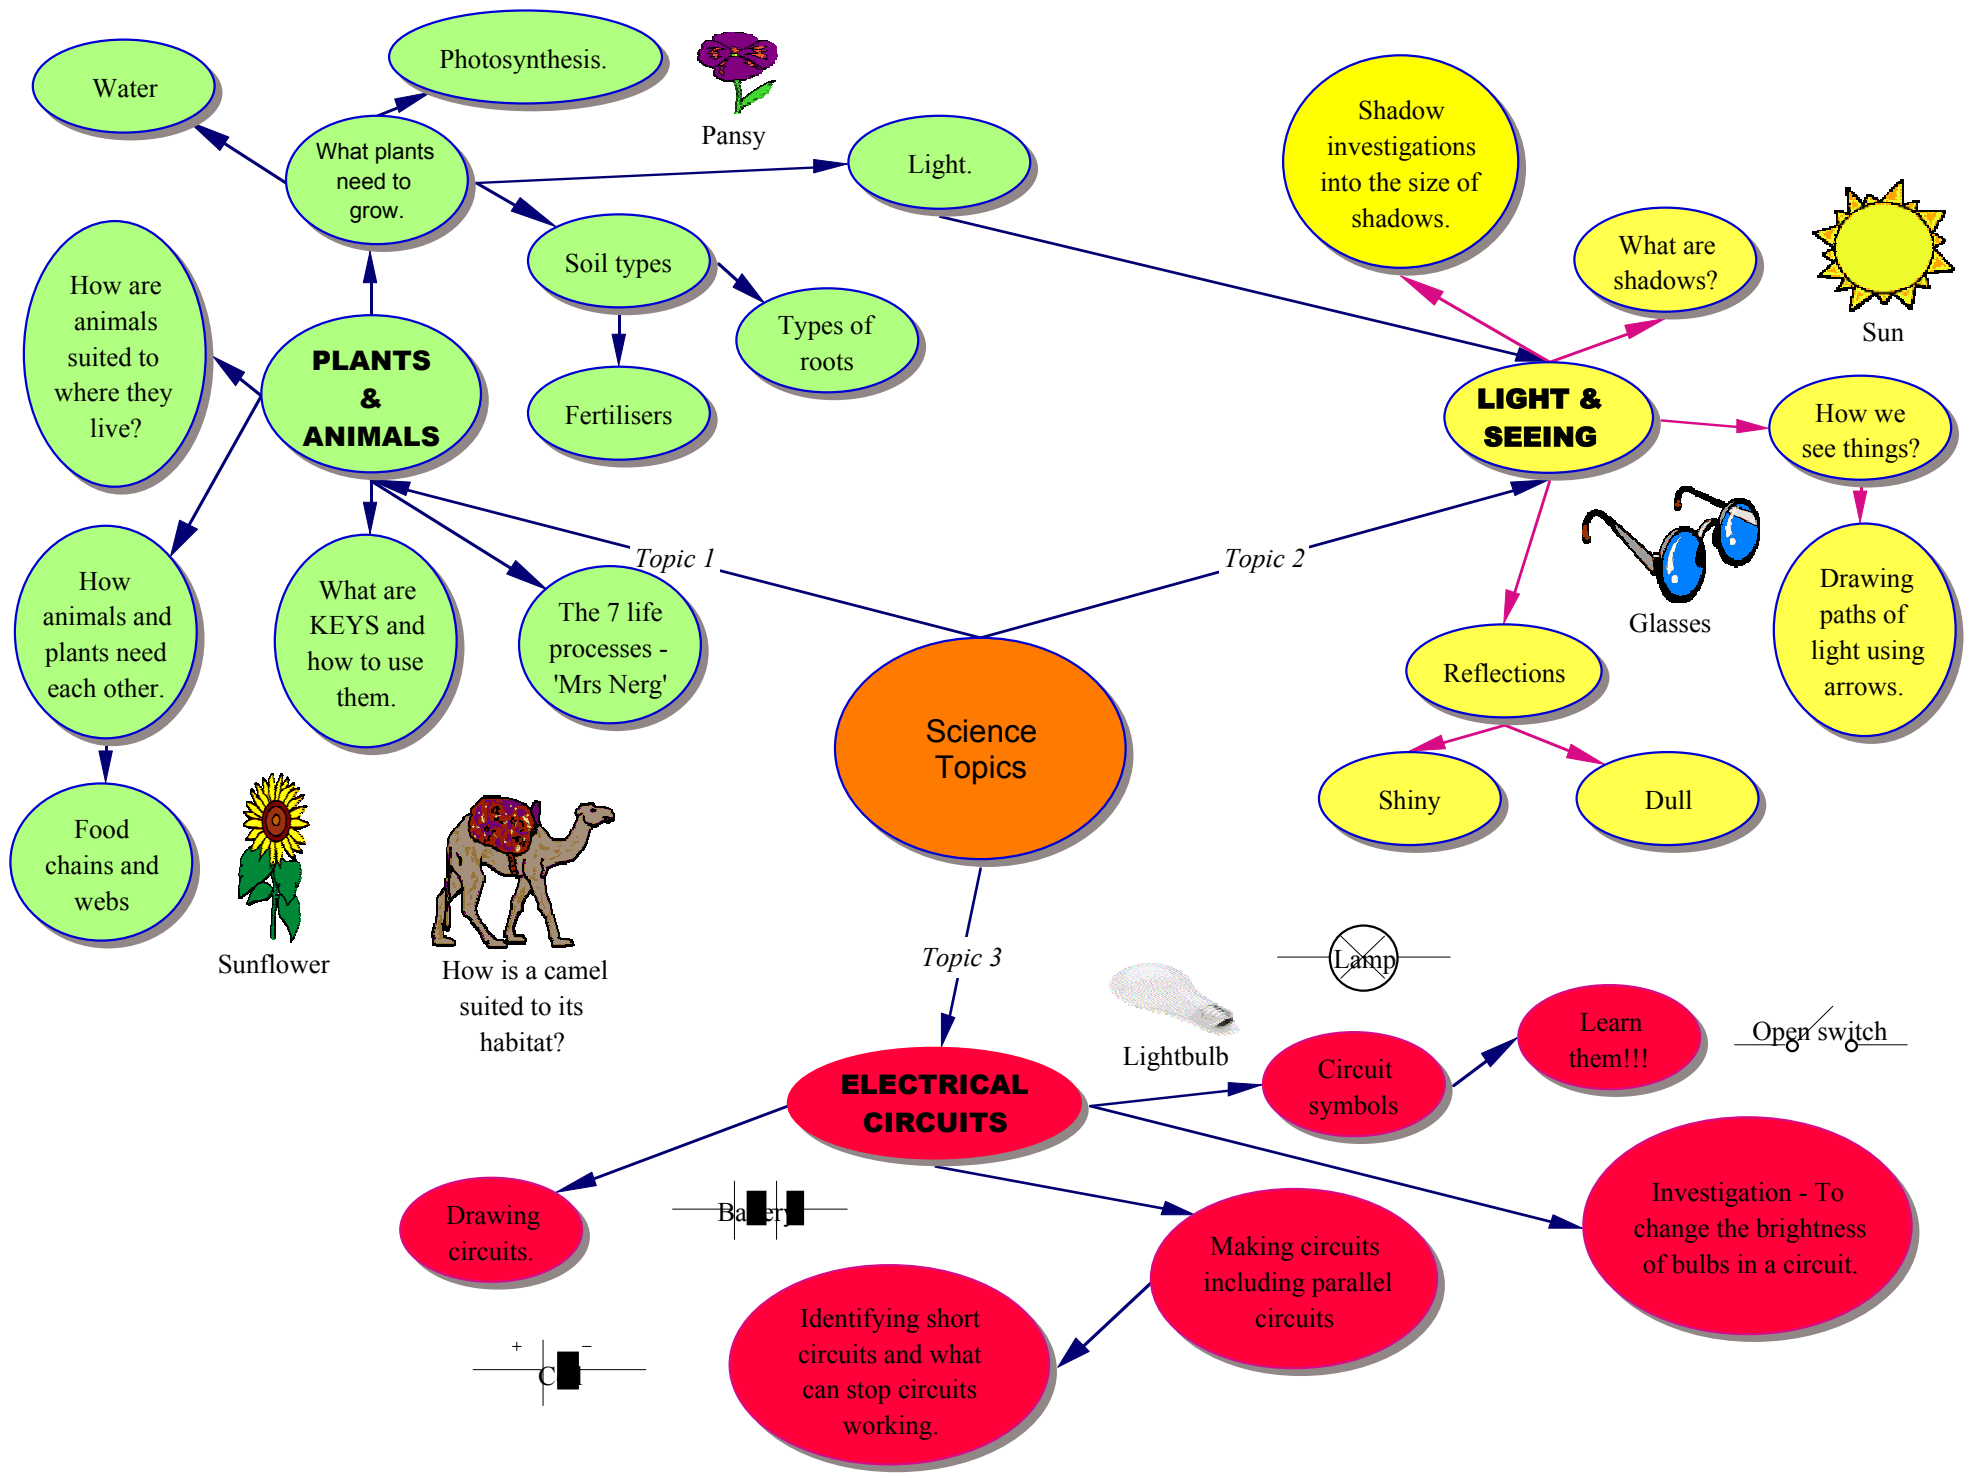 Water
Photosynthesis.
Pansy
What plants
need to
grow.
Light.
Soil types
Types of
roots
Fertilisers
How are
animals
suited to
where they
live?
PLANTS
&
ANIMALS
How
animals and
plants need
each other.
What are
KEYS and
how to use
them.
The 7 life
processes -
'Mrs Nerg'
Food
chains and
webs
Sunflower
How is a camel
suited to its
habitat?
Topic 1
Topic 2
Science
Topics
Topic 3
Shadow
investigations
into the size of
shadows.
What are
shadows?
Sun
LIGHT &
SEEING
How we
see things?
Glasses
Drawing
paths of
light using
arrows.
Reflections
Shiny
Dull
Lamp
Lightbulb
Circuit
symbols
Learn
them!!!
Open switch
ELECTRICAL
CIRCUITS
Drawing
circuits.
Making circuits
including parallel
circuits
Investigation - To
change the brightness
of bulbs in a circuit.
Identifying short
circuits and what
can stop circuits
working.
+ −